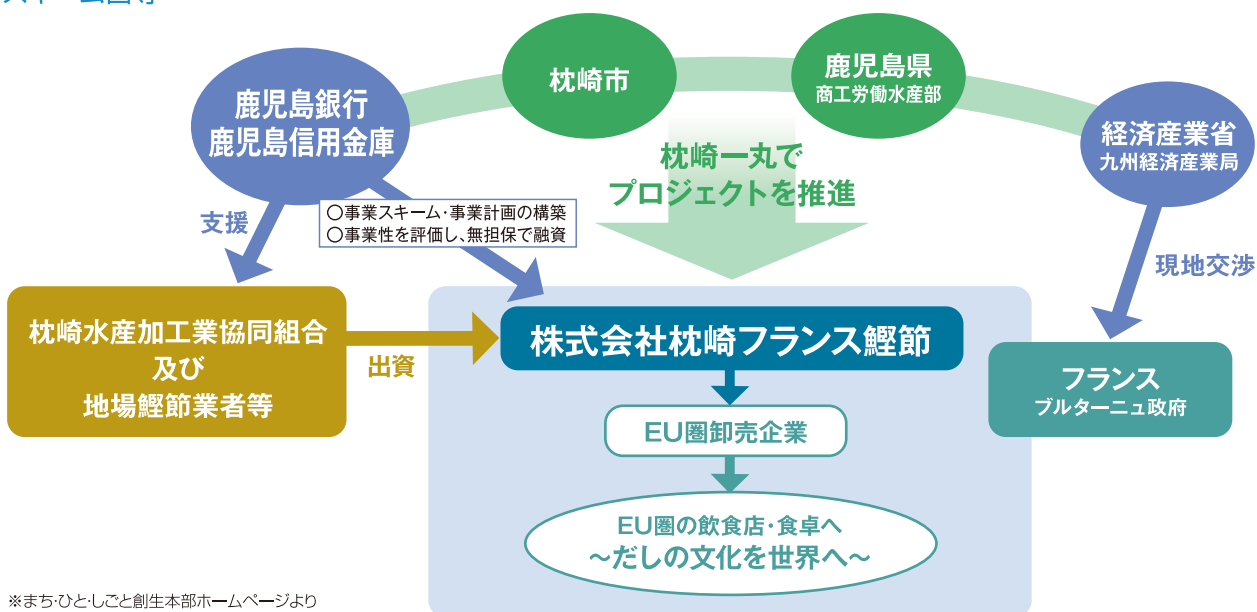 鹿児島銀行
鹿児島信用金庫
枕崎市
鹿児島県
商工労働水産部
経済産業省
九州経済産業局
枕崎一丸で
プロジェクトを推進
支援
○事業スキーム・事業計画の構築
○事業性を評価し、無担保で融資
現地交渉
枕崎水産加工業協同組合
及び
地場鰹節業者等
出資
株式会社枕崎フランス鰹節
フランス
ブルターニュ政府
EU圏卸売企業
EU圏の飲食店・食卓へ
~だしの文化を世界へ~
※まち・ひと・しごと創生本部ホームページより